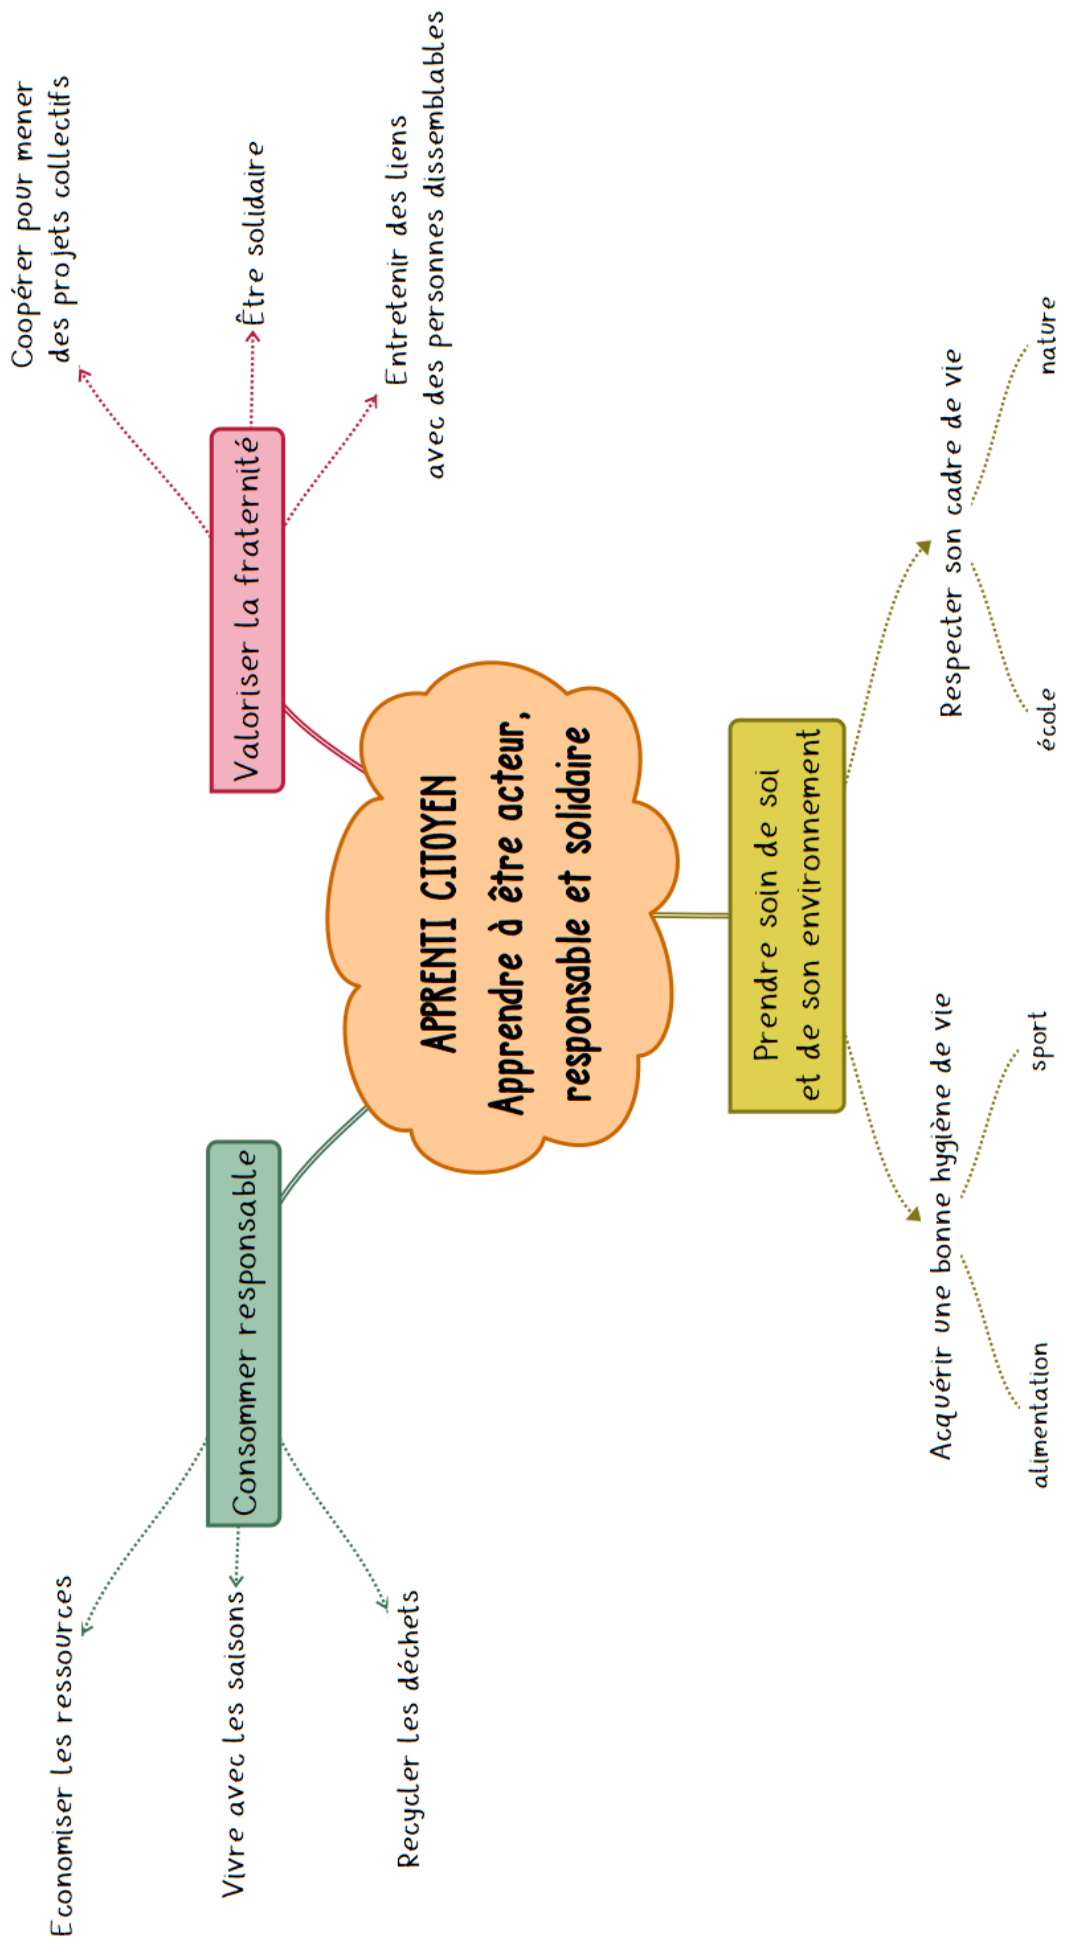 APPRENTI CITOYEN
Apprendre à être acteur,
responsable et solidaire
Consommer responsable
Economiser les ressources
Vivre avec les saisons
Recycler les déchets
Valoriser la fraternité
Coopérer pour mener
des projets collectifs
Être solidaire
Entretenir des liens
avec des personnes dissemblables
Prendre soin de soi
et de son environnement
Acquérir une bonne hygiène de vie
alimentation
sport
Respecter son cadre de vie
école
nature